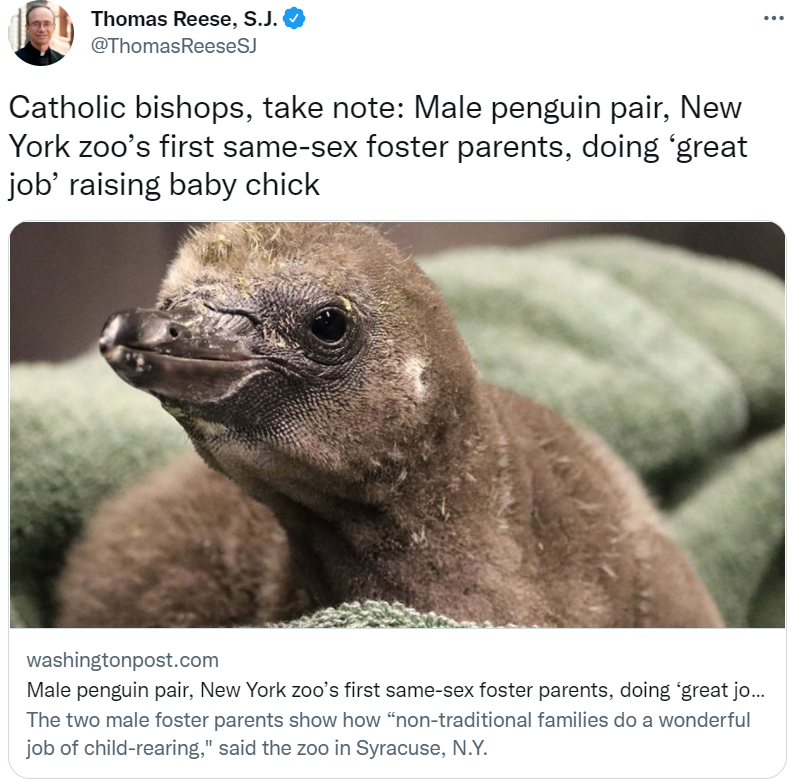 Thomas Reese, S.J.
@ThomasReeseSJ
Catholic bishops, take note: Male penguin pair, New
York zoo’s first same-sex foster parents, doing ‘great
job’ raising baby chick
washingtonpost.com
Male penguin pair, New York zoo’s first same-sex foster parents, doing ‘great jo...
The two male foster parents show how “non-traditional families do a wonderful
job of child-rearing," said the zoo in Syracuse, N.Y.